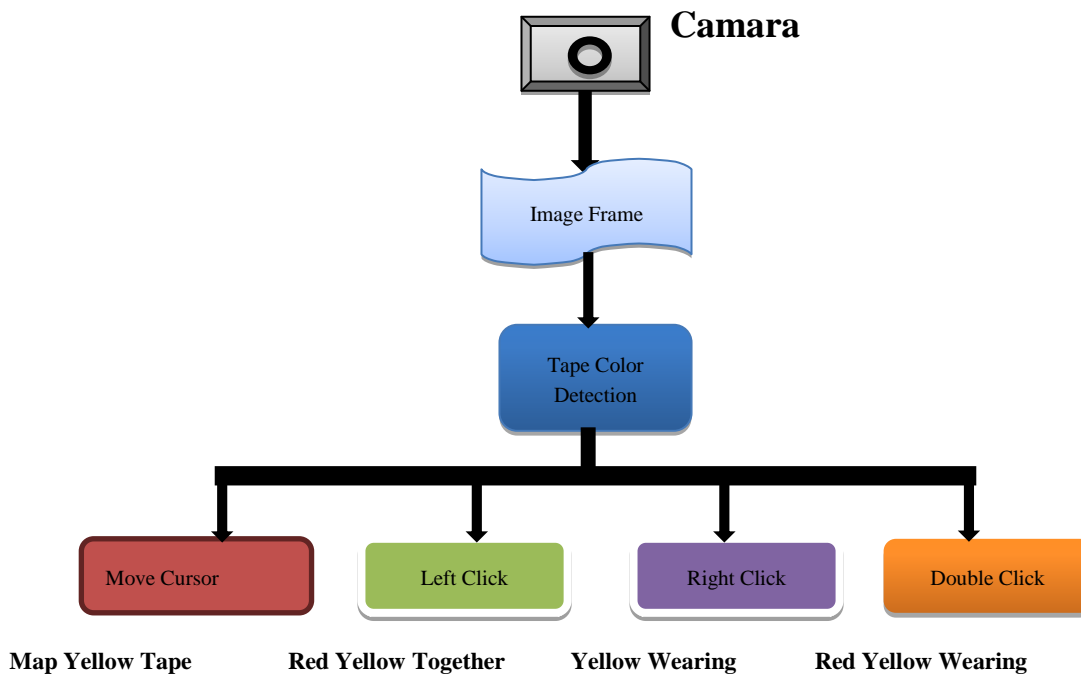 Camara
Image Frame
Tape Color
Detection
Move Cursor
Left Click
Right Click
Double Click
Map Yellow Tape
Red Yellow Together
Yellow Wearing
Red Yellow Wearing